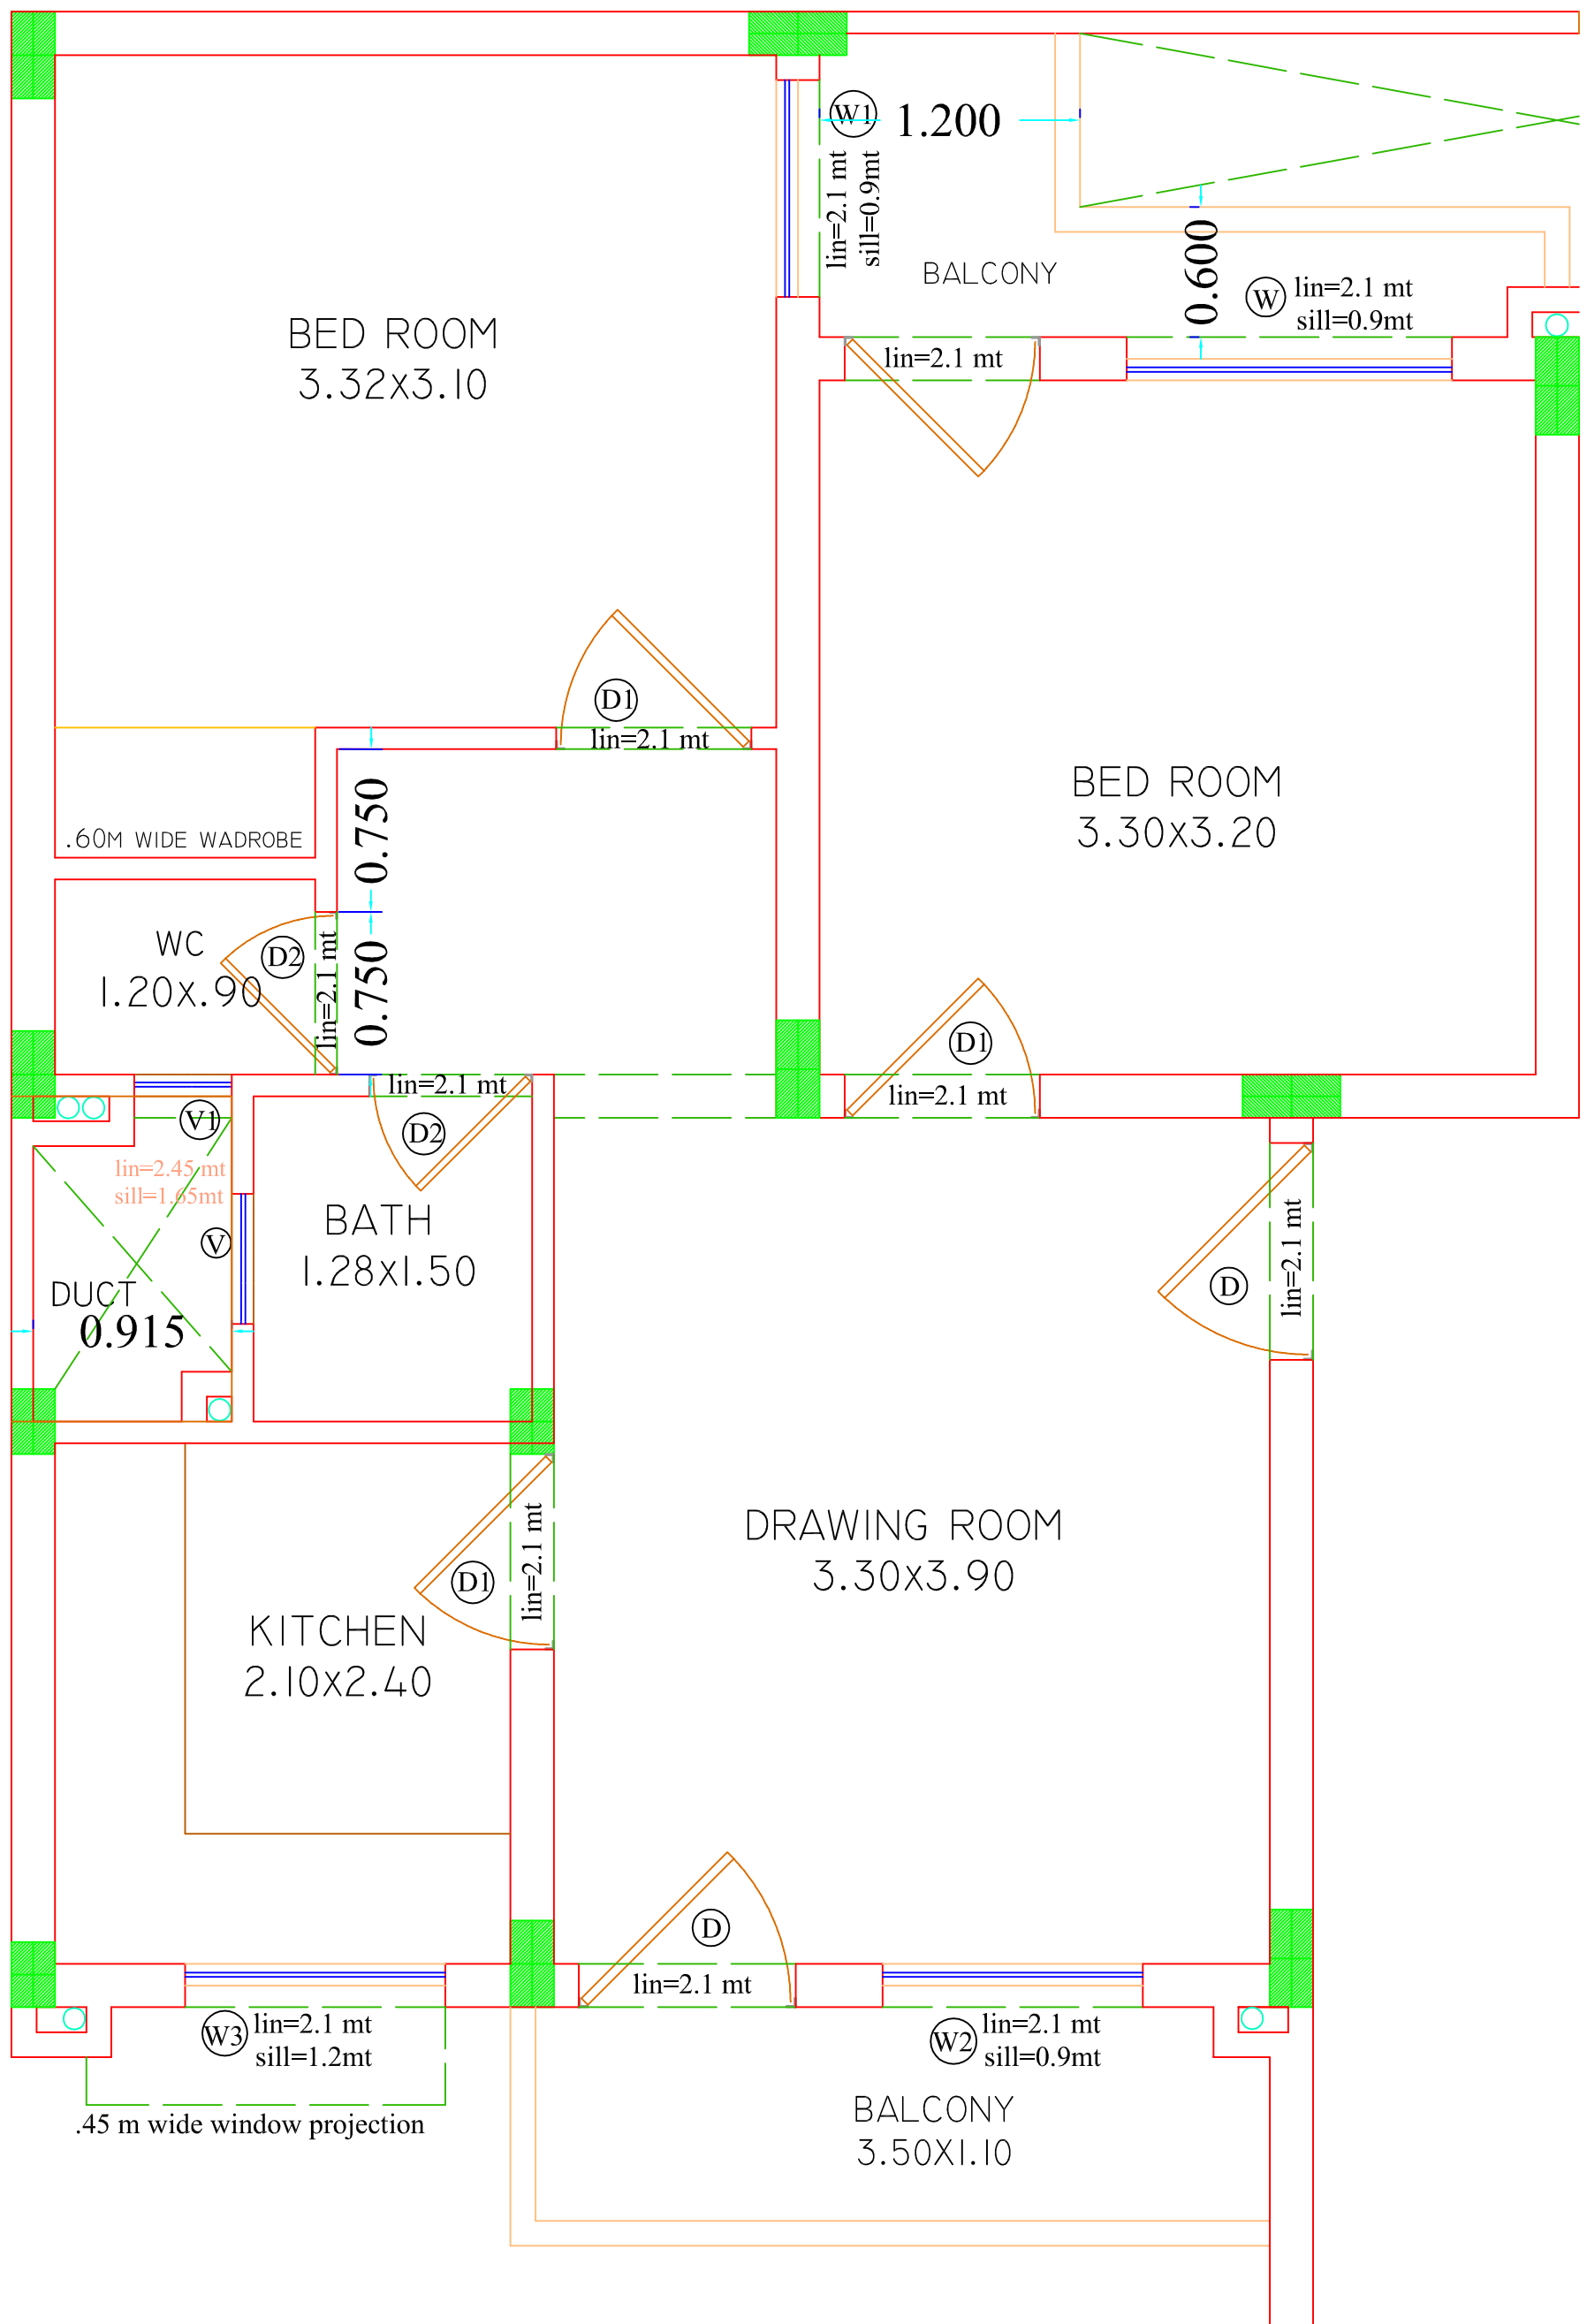 W1
1.200
lin=2.1 mt
sill=0.9mt
BALCONY
0.600
W
lin=2.1 mt
sill=0.9mt
BED ROOM
3.32x3.10
lin=2.1 mt
D1
lin=2.1 mt
BED ROOM
3.30x3.20
0.750
.60M WIDE WADROBE
WC
1.20x.90
D2
lin=2.1 mt
0.750
D1
lin=2.1 mt
lin=2.1 mt
D2
V1
lin=2.45 mt
sill=1.65mt
V
BATH
1.28x1.50
DUCT
0.915
D
lin=2.1 mt
D1
lin=2.1 mt
DRAWING ROOM
3.30x3.90
KITCHEN
2.10x2.40
D
lin=2.1 mt
W3
lin=2.1 mt
sill=1.2mt
W2
lin=2.1 mt
sill=0.9mt
.45 m wide window projection
BALCONY
3.50X1.10